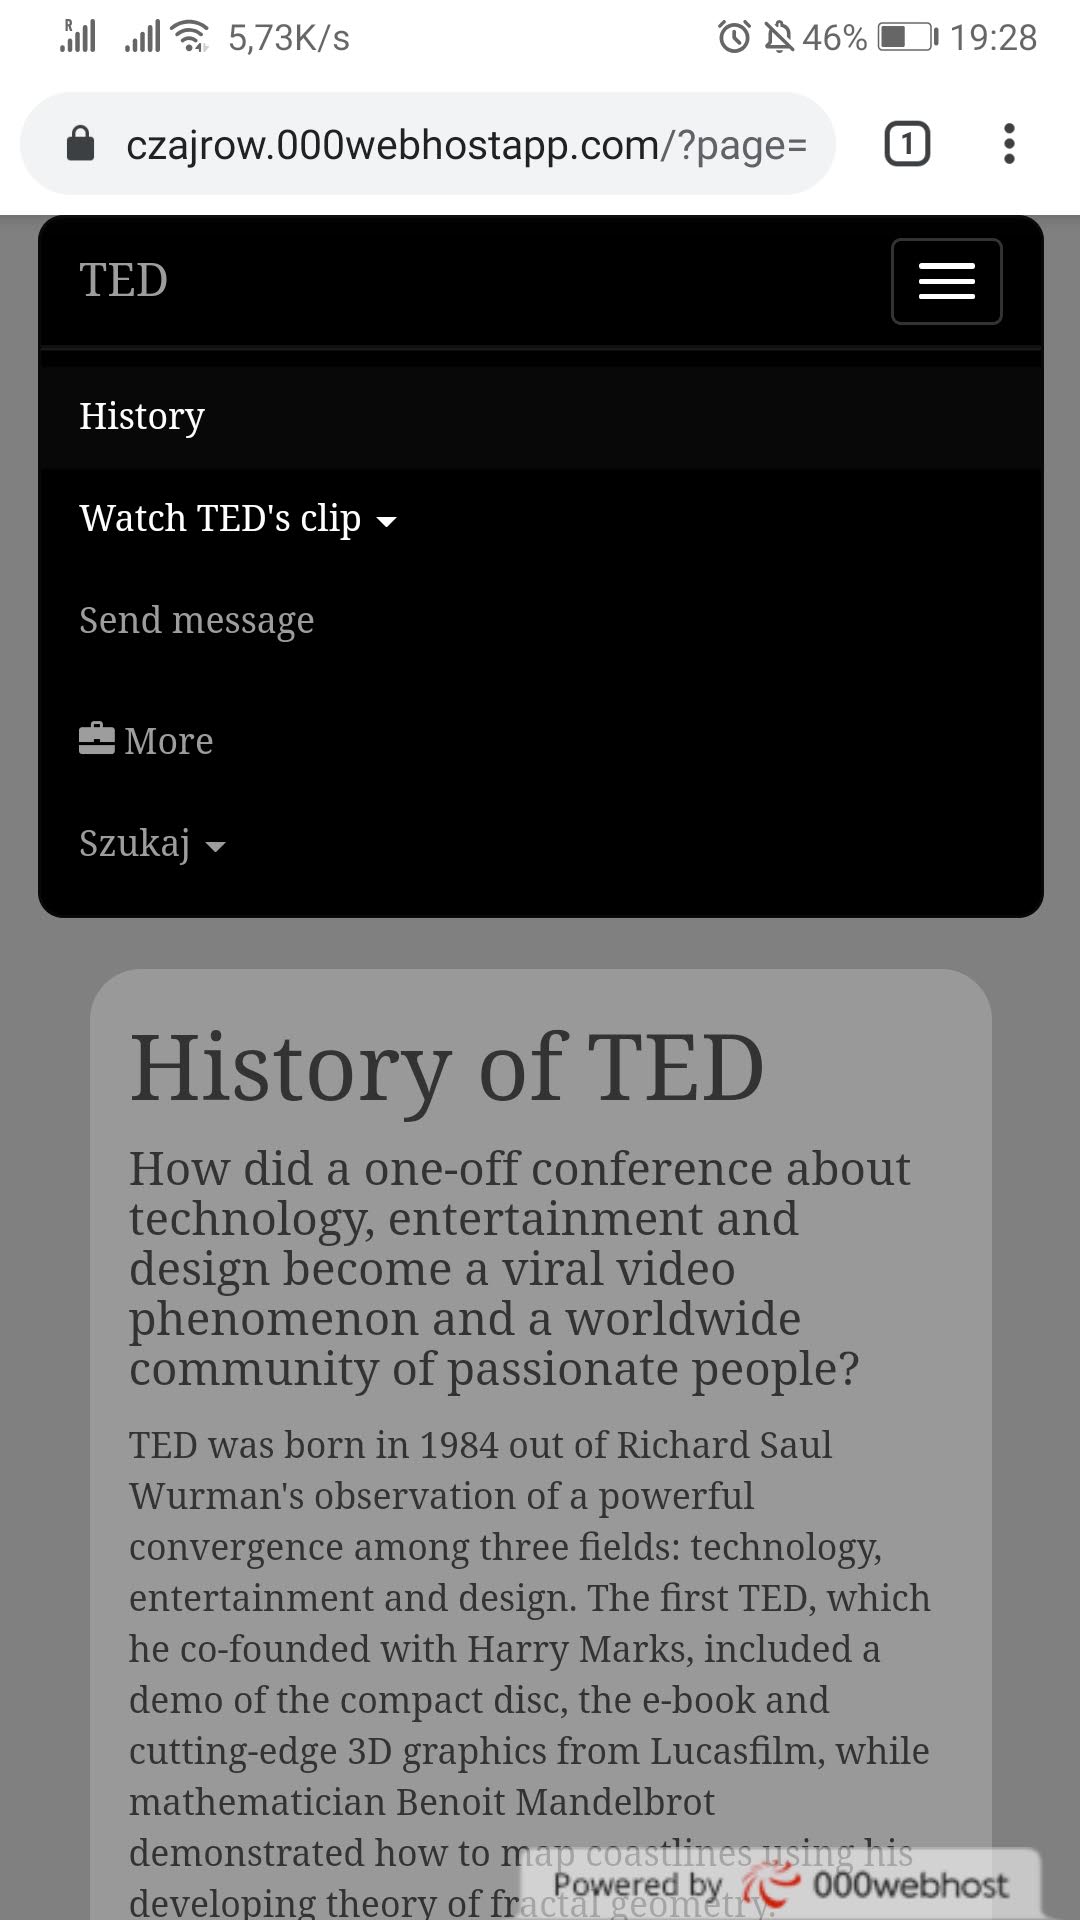 R 5,73K/s 46% 19:28
czajrow.000webhostapp.com/?page= 1
TED
History
Watch TED's clip
Send message
More
Szukaj
History of TED
How did a one-off conference about
technology, entertainment and
design become a viral video
phenomenon and a worldwide
community of passionate people?
TED was born in 1984 out of Richard Saul
Wurman's observation of a powerful
convergence among three fields: technology,
entertainment and design. The first TED, which
he co-founded with Harry Marks, included a
demo of the compact disc, the e-book and
cutting-edge 3D graphics from Lucasfilm, while
mathematician Benoit Mandelbrot
demonstrated how to map coastlines using his
developing theory of fractal geometry.
Powered by 000webhost